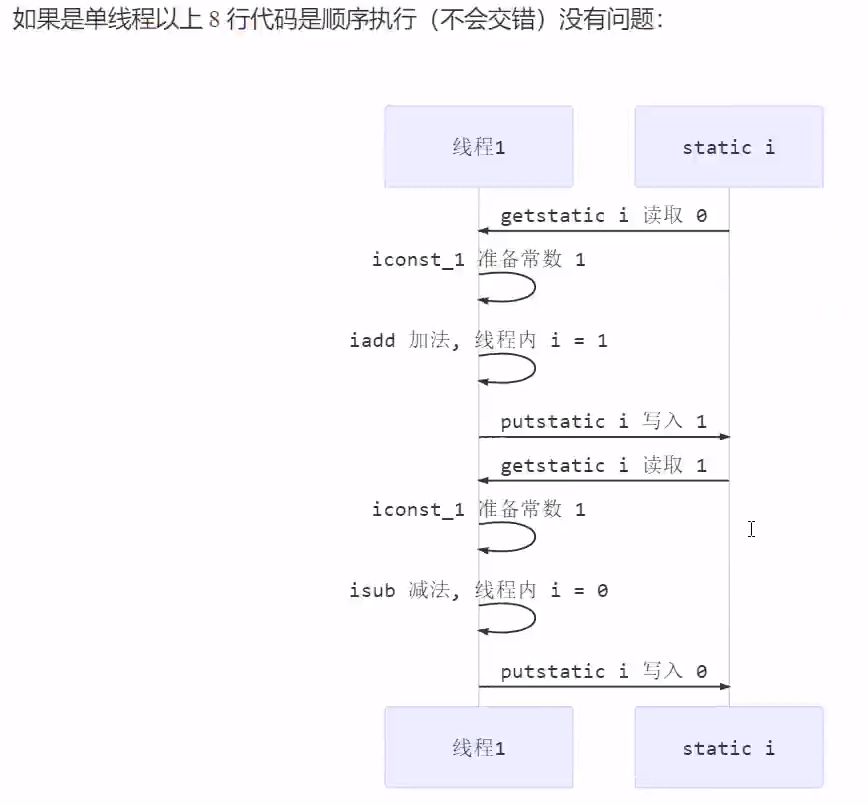 如果是单线程以上 8 行代码是顺序执行（不会交错）没有问题：
线程1
static i
getstatic i 读取 0
iconst_1 准备常数 1
iadd 加法, 线程内 i = 1
putstatic i 写入 1
getstatic i 读取 1
iconst_1 准备常数 1
isub 减法, 线程内 i = 0
putstatic i 写入 0
线程1
static i